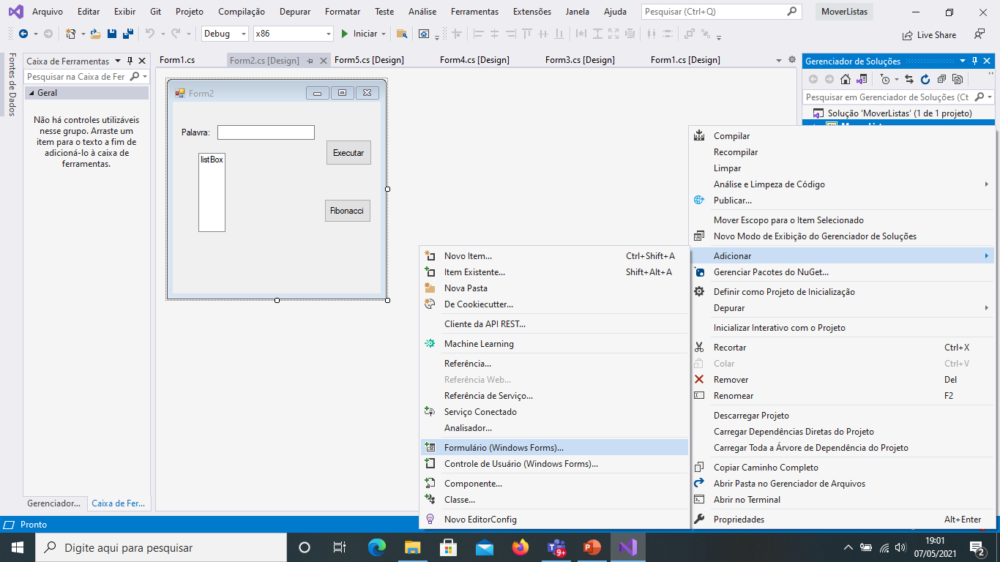 Arquivo Editar Exibir Git Projeto Compilação Depurar Formatar Teste Análise Ferramentas Extensões Janela Ajuda Pesquisar (Ctrl+Q) MoverListas
Debug x86 Iniciar Live Share
Fontes de Dados
Caixa de Ferramentas
Pesquisar na Caixa de Fer
Geral
Não há controles utilizáveis
nesse grupo. Arraste um
item para o texto a fim de
adicioná-lo à caixa de
ferramentas.
Gerenciador...
Caixa de Fer...
Form1.cs Form2.cs [Design] Form5.cs [Design] Form4.cs [Design] Form3.cs [Design] Form1.cs [Design]
Form2
Palavra:
Executar
listBox
Fibonacci
Gerenciador de Soluções
Pesquisar em Gerenciador de Soluções (Ct
Solução 'MoverListas' (1 de 1 projeto)
Compilar
Recompilar
Limpar
Análise e Limpeza de Código
Publicar...
Mover Escopo para o Item Selecionado
Novo Modo de Exibição do Gerenciador de Soluções
Adicionar
Gerenciar Pacotes do NuGet...
Definir como Projeto de Inicialização
Depurar
Inicializar Interativo com o Projeto
Recortar Ctrl+X
Colar Ctrl+V
Remover Del
Renomear F2
Descarregar Projeto
Carregar Dependências Diretas do Projeto
Carregar Toda a Árvore de Dependência do Projeto
Copiar Caminho Completo
Abrir Pasta no Gerenciador de Arquivos
Abrir no Terminal
Propriedades Alt+Enter
Novo Item... Ctrl+Shift+A
Item Existente... Shift+Alt+A
Nova Pasta
De Cookiecutter...
Cliente da API REST...
Machine Learning
Referência...
Referência Web...
Referência de Serviço...
Serviço Conectado
Analisador...
Formulário (Windows Forms)...
Controle de Usuário (Windows Forms)...
Componente...
Classe...
Novo EditorConfig
Pronto
Digite aqui para pesquisar
9+
19:01
07/05/2021
2